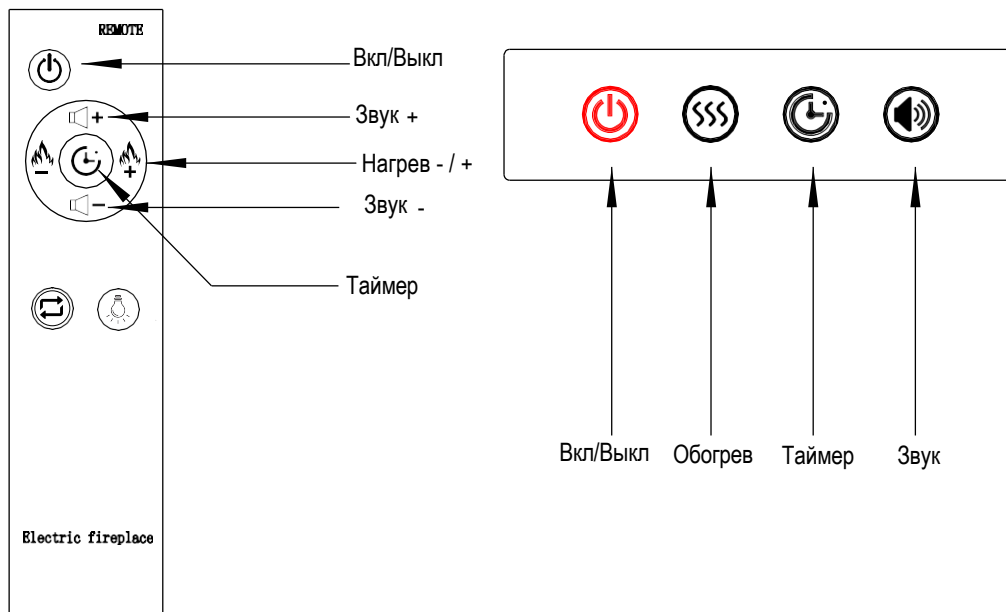 REMOTE
Вкл/Выкл
Звук +
Нагрев - / +
Звук -
Таймер
Electric fireplace
Вкл/Выкл
Обогрев
Таймер
Звук